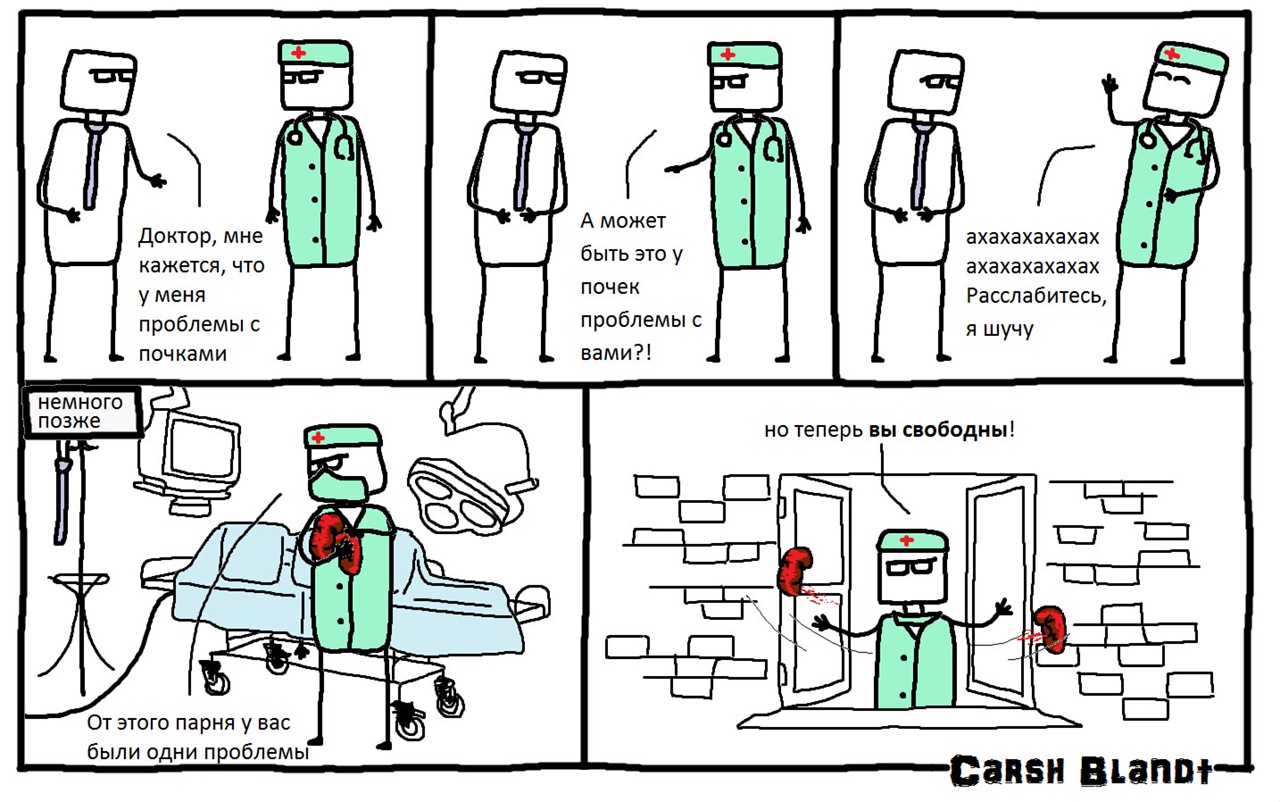 Доктор, мне
кажется, что
у меня
проблемы с
почками
А может
быть это у
почек
проблемы с
вами?!
ахахахахахах
ахахахахахах
Расслабитесь,
я шучу
немного
позже
От этого парня у вас
были одни проблемы
но теперь вы свободны!
Carsh Blandt